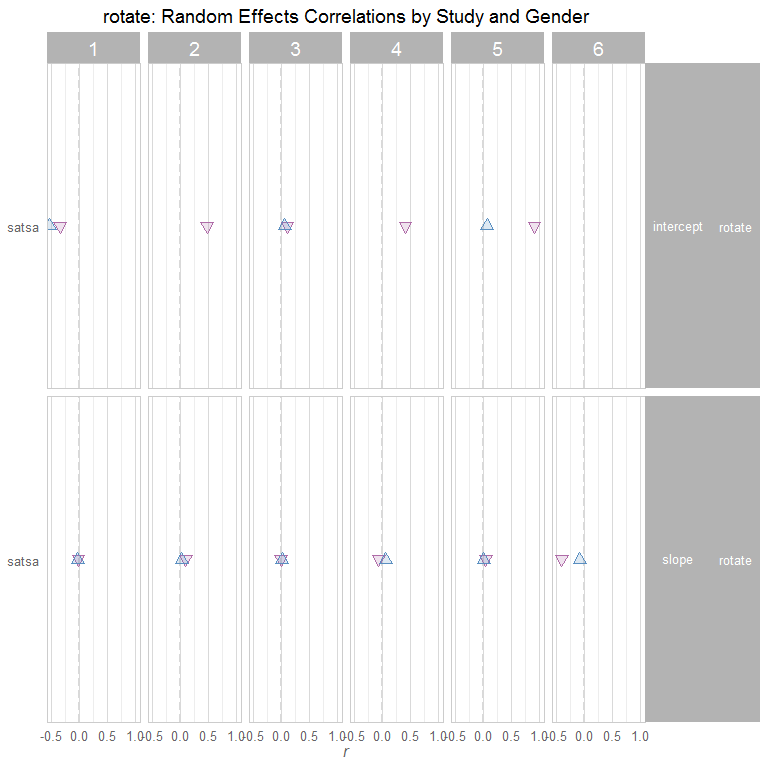 rotate: Random Effects Correlations by Study and Gender
1 2 3 4 5 6
satsa intercept rotate
satsa slope rotate
-0.5 0.0 0.5 1.0 -0.5 0.0 0.5 1.0 -0.5 0.0 0.5 1.0 -0.5 0.0 0.5 1.0 -0.5 0.0 0.5 1.0 -0.5 0.0 0.5 1.0
r